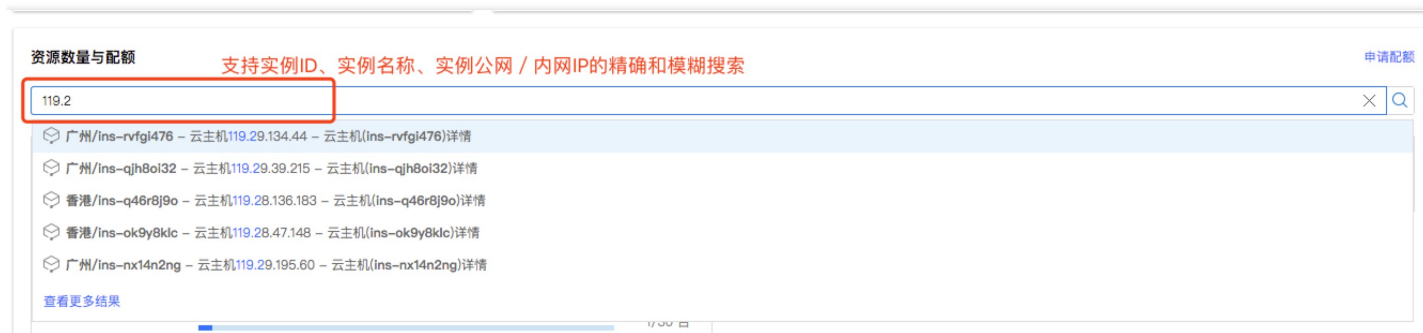 资源数量与配额
支持实例ID、实例名称、实例公网 / 内网IP的精确和模糊搜索
申请配额
119.2
广州/ins-rvfgi476 – 云主机119.29.134.44 – 云主机(ins-rvfgi476)详情
广州/ins-qjh8oi32 – 云主机119.29.39.215 – 云主机(ins-qjh8oi32)详情
香港/ins-q46r8j9o – 云主机119.28.136.183 – 云主机(ins-q46r8j9o)详情
香港/ins-ok9y8klc – 云主机119.28.47.148 – 云主机(ins-ok9y8klc)详情
广州/ins-nx14n2ng – 云主机119.29.195.60 – 云主机(ins-nx14n2ng)详情
查看更多结果